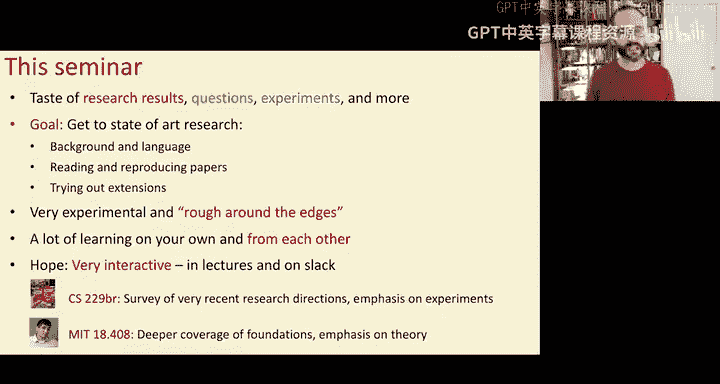 This seminar
• Taste of research results, questions, experiments, and more
• Goal: Get to state of art research:
• Background and language
• Reading and reproducing papers
• Trying out extensions
• Very experimental and “rough around the edges”
• A lot of learning on your own and from each other
• Hope: Very interactive – in lectures and on slack
CS 229br: Survey of very recent research directions, emphasis on experiments
MIT 18.408: Deeper coverage of foundations, emphasis on theory
GPT中英字幕课程资源